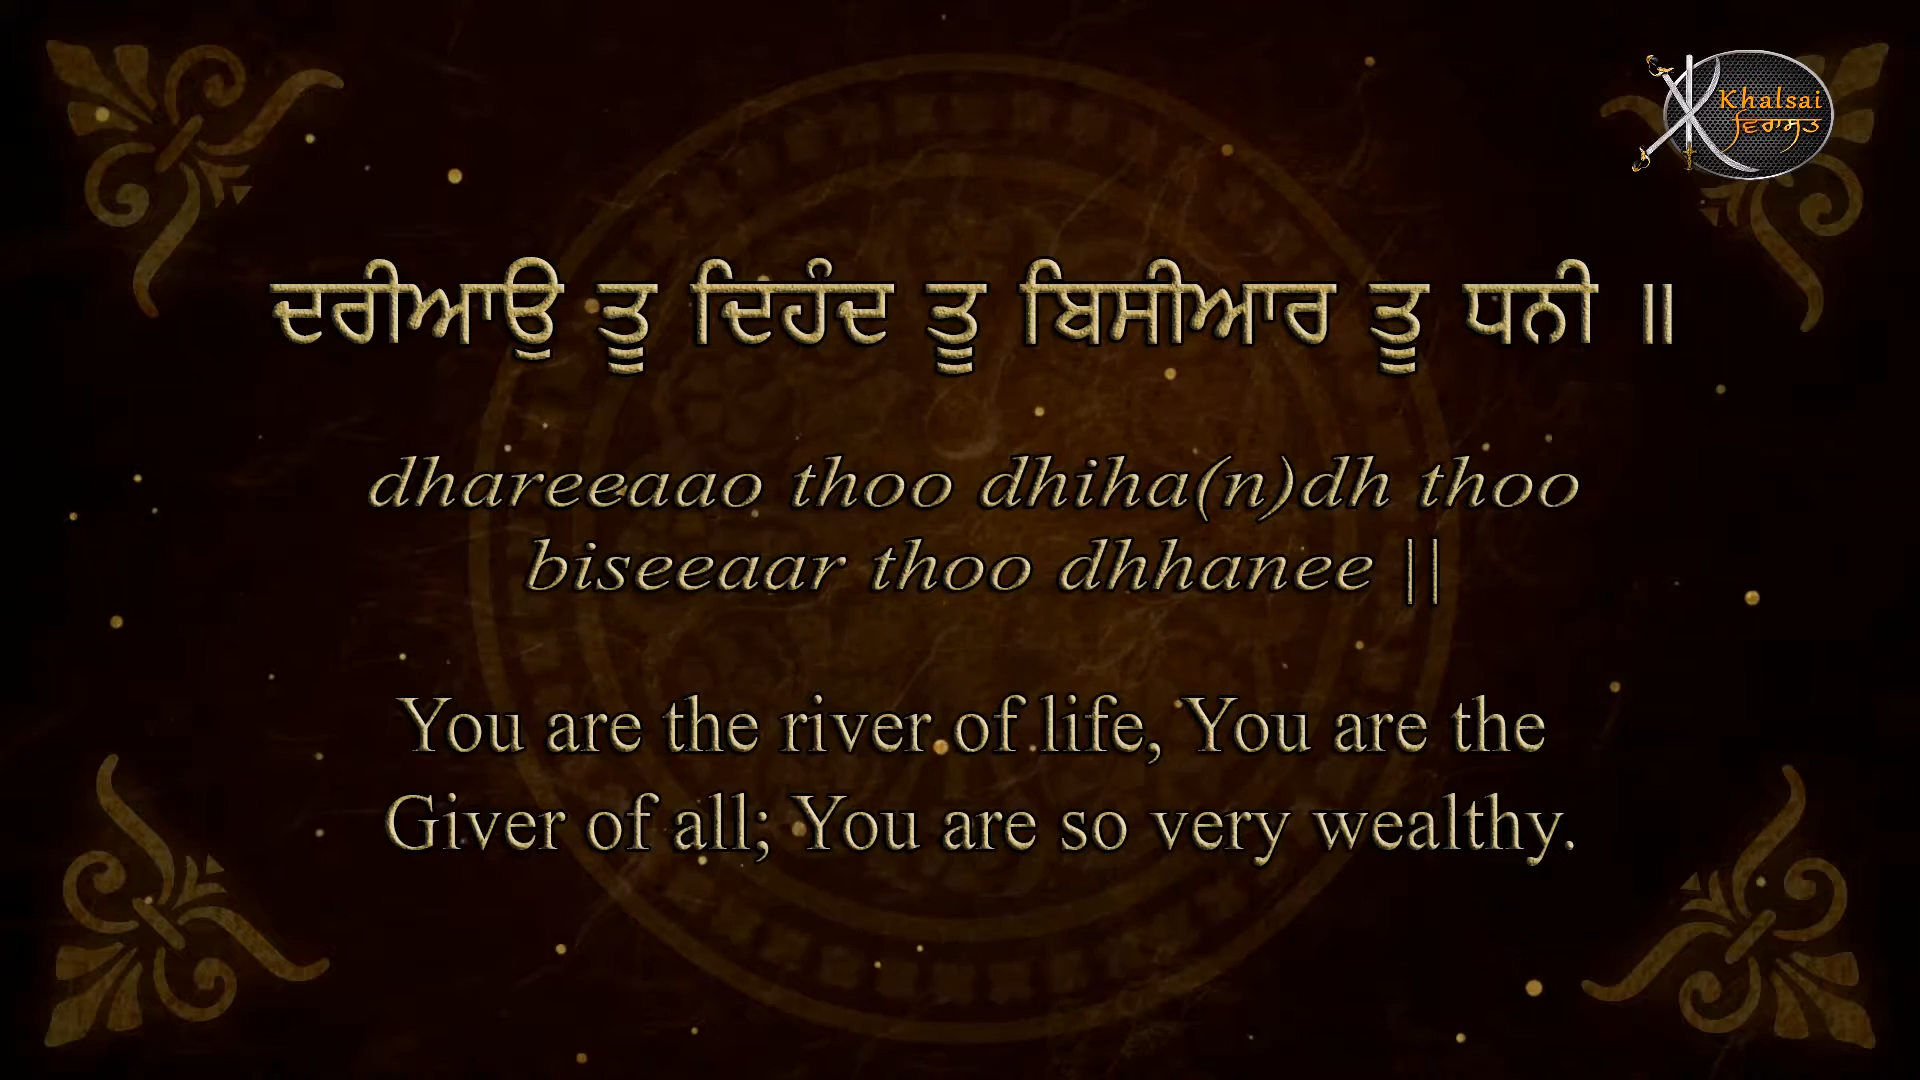 Khalsai
ਵਿਰਾਸਤ
ਦਰੀਆਉ ਤੂ ਦਿਹੰਦ ਤੂ ਬਿਸੀਆਰ ਤੂ ਧਨੀ ॥
dhareeaao thoo dhiha(n)dh thoo
biseeaar thoo dhhanee ||
You are the river of life, You are the
Giver of all; You are so very wealthy.